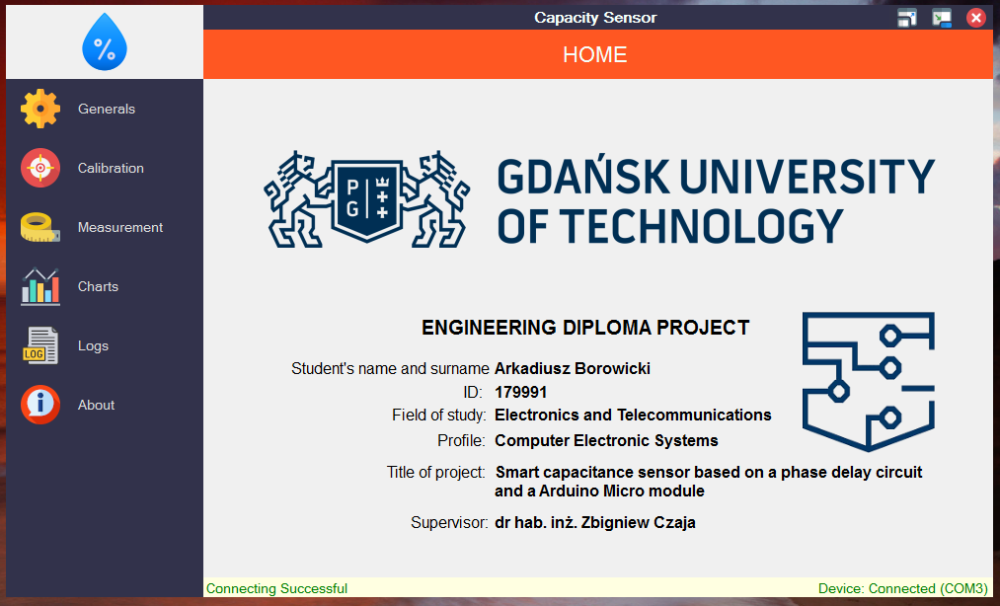 Capacity Sensor
%
HOME
Generals
Calibration
Measurement
Charts
LOG
Logs
i
About
P G
GDAŃSK UNIVERSITY
OF TECHNOLOGY
ENGINEERING DIPLOMA PROJECT
Student's name and surname Arkadiusz Borowicki
ID: 179991
Field of study: Electronics and Telecommunications
Profile: Computer Electronic Systems
Title of project: Smart capacitance sensor based on a phase delay circuit
and a Arduino Micro module
Supervisor: dr hab. inż. Zbigniew Czaja
Connecting Successful
Device: Connected (COM3)